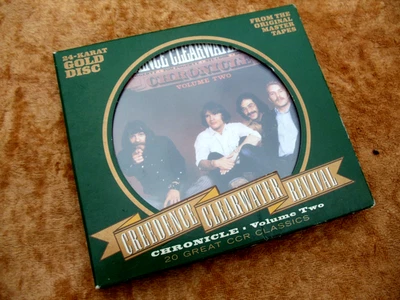 24-KARAT
GOLD
DISC
FROM THE
ORIGINAL
MASTER
TAPES
CLEARWATER
VOLUME TWO
CREEDENCE CLEARWATER REVIVAL
CHRONICLE • Volume Two
20 GREAT CCR CLASSICS